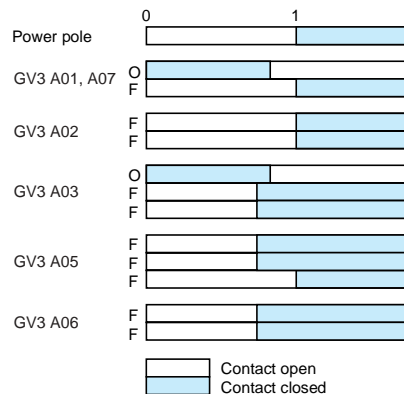 0 1
Power pole
GV3 A01, A07
O
F
GV3 A02
F
F
GV3 A03
O
F
F
GV3 A05
F
F
F
GV3 A06
F
F
Contact open
Contact closed